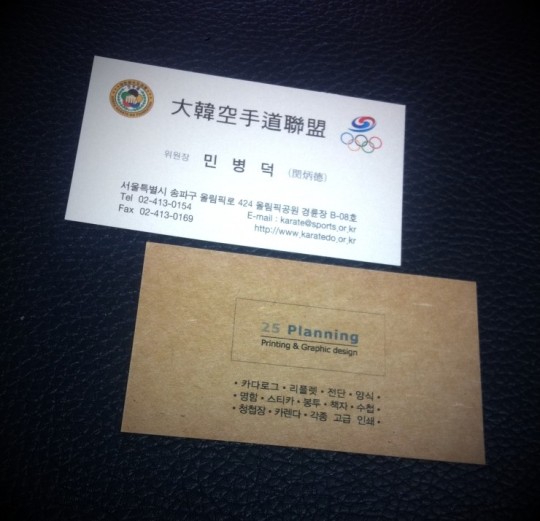 大韓空手道聯盟
위원장 민 병 덕 (閔炳德)
서울특별시 송파구 올림픽로 424 올림픽공원 경륜장 B-08호
Tel 02-413-0154
E-mail : karate@sports.or.kr
Fax 02-413-0169
http://www.karatedo.or.kr
25 Planning
Printing & Graphic design
• 카다로그 • 리플렛 • 전단 • 양식 •
• 명함 • 스티카 • 봉투 • 책자 • 수첩 •
• 청첩장 • 카렌다 • 각종 고급 인쇄 •